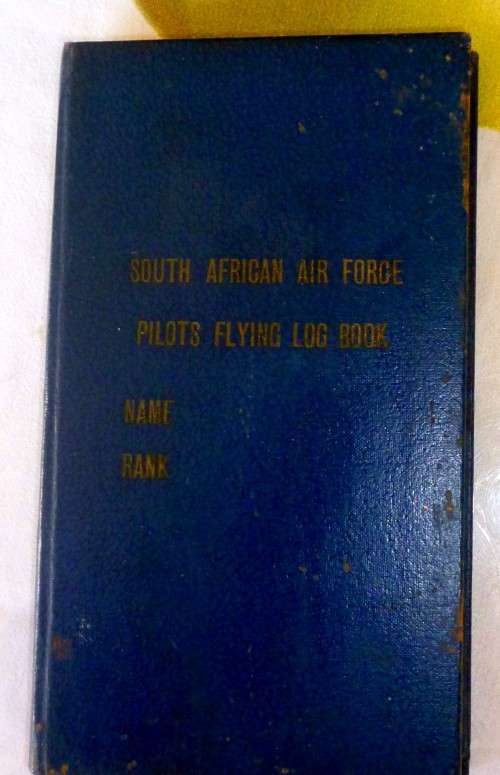 SOUTH AFRICAN AIR FORCE
PILOTS FLYING LOG BOOK
NAME
RANK